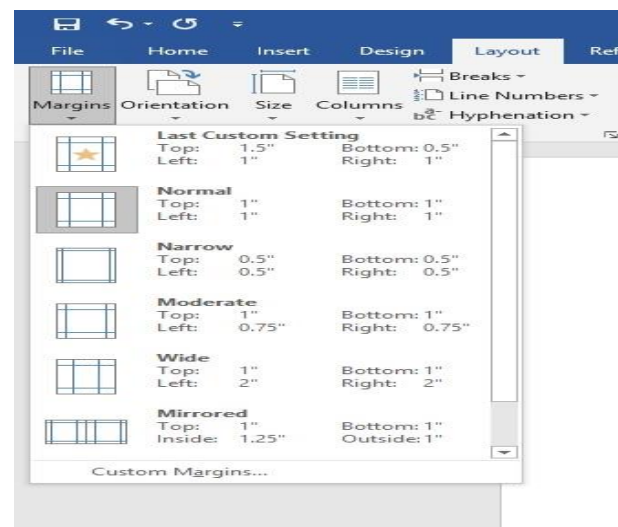 File Home Insert Design Layout Ref
Margins Orientation Size Columns Breaks
Line Numbers
Hyphenation
Last Custom Setting
Top: 1.5" Bottom: 0.5"
Left: 1" Right: 1"
Normal
Top: 1" Bottom: 1"
Left: 1" Right: 1"
Narrow
Top: 0.5" Bottom: 0.5"
Left: 0.5" Right: 0.5"
Moderate
Top: 1" Bottom: 1"
Left: 0.75" Right: 0.75"
Wide
Top: 1" Bottom: 1"
Left: 2" Right: 2"
Mirrored
Top: 1" Bottom: 1"
Inside: 1.25" Outside: 1"
Custom Margins...